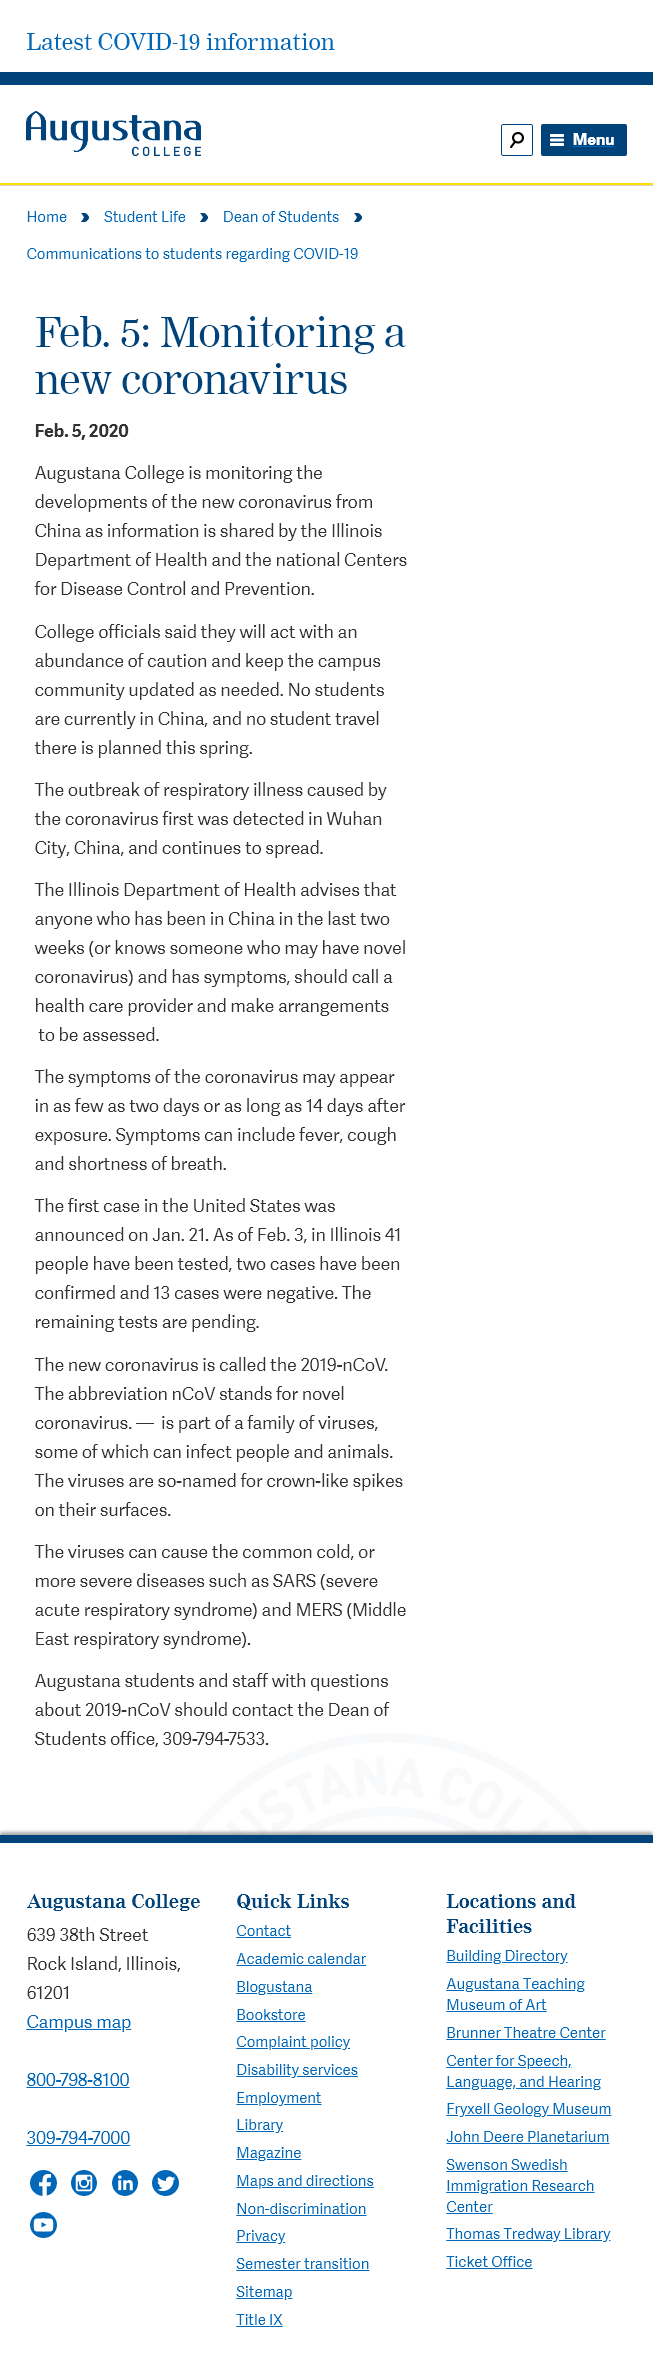 Latest COVID-19 information
Augustana
COLLEGE
Menu
Home Student Life Dean of Students
Communications to students regarding COVID-19
Feb. 5: Monitoring a
new coronavirus
Feb. 5, 2020
Augustana College is monitoring the
developments of the new coronavirus from
China as information is shared by the Illinois
Department of Health and the national Centers
for Disease Control and Prevention.
College officials said they will act with an
abundance of caution and keep the campus
community updated as needed. No students
are currently in China, and no student travel
there is planned this spring.
The outbreak of respiratory illness caused by
the coronavirus first was detected in Wuhan
City, China, and continues to spread.
The Illinois Department of Health advises that
anyone who has been in China in the last two
weeks (or knows someone who may have novel
coronavirus) and has symptoms, should call a
health care provider and make arrangements
to be assessed.
The symptoms of the coronavirus may appear
in as few as two days or as long as 14 days after
exposure. Symptoms can include fever, cough
and shortness of breath.
The first case in the United States was
announced on Jan. 21. As of Feb. 3, in Illinois 41
people have been tested, two cases have been
confirmed and 13 cases were negative. The
remaining tests are pending.
The new coronavirus is called the 2019-nCoV.
The abbreviation nCoV stands for novel
coronavirus. — is part of a family of viruses,
some of which can infect people and animals.
The viruses are so-named for crown-like spikes
on their surfaces.
The viruses can cause the common cold, or
more severe diseases such as SARS (severe
acute respiratory syndrome) and MERS (Middle
East respiratory syndrome).
Augustana students and staff with questions
about 2019-nCoV should contact the Dean of
Students office, 309-794-7533.
Augustana College
639 38th Street
Rock Island, Illinois,
61201
Campus map
800-798-8100
309-794-7000
Quick Links
Contact
Academic calendar
Blogustana
Bookstore
Complaint policy
Disability services
Employment
Library
Magazine
Maps and directions
Non-discrimination
Privacy
Semester transition
Sitemap
Title IX
Locations and
Facilities
Building Directory
Augustana Teaching
Museum of Art
Brunner Theatre Center
Center for Speech,
Language, and Hearing
Fryxell Geology Museum
John Deere Planetarium
Swenson Swedish
Immigration Research
Center
Thomas Tredway Library
Ticket Office